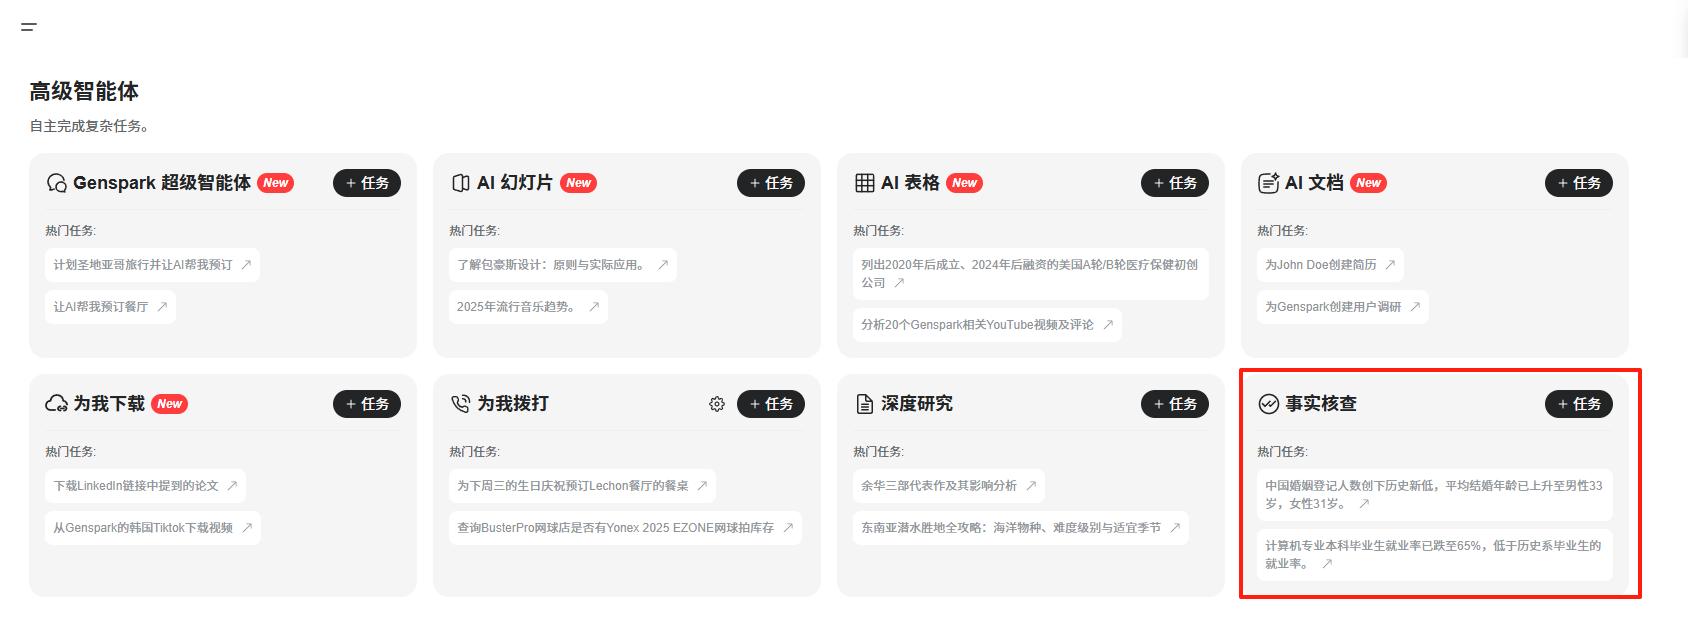 高级智能体
自主完成复杂任务。
Genspark 超级智能体 New + 任务
热门任务:
计划圣地亚哥旅行并让AI帮我预订
让AI帮我预订餐厅
AI 幻灯片 New + 任务
热门任务:
了解包豪斯设计：原则与实际应用。
2025年流行音乐趋势。
AI 表格 New + 任务
热门任务:
列出2020年后成立、2024年后融资的美国A轮/B轮医疗保健初创
公司
分析20个Genspark相关YouTube视频及评论
AI 文档 New + 任务
热门任务:
为John Doe创建简历
为Genspark创建用户调研
为我下载 New + 任务
热门任务:
下载LinkedIn链接中提到的论文
从Genspark的韩国Tiktok下载视频
为我拨打 + 任务
热门任务:
为下周三的生日庆祝预订Lechon餐厅的餐桌
查询BusterPro网球店是否有Yonex 2025 EZONE网球拍库存
深度研究 + 任务
热门任务:
余华三部代表作及其影响分析
东南亚潜水胜地全攻略：海洋物种、难度级别与适宜季节
事实核查 + 任务
热门任务:
中国婚姻登记人数创下历史新低，平均结婚年龄已上升至男性33
岁，女性31岁。
计算机专业本科毕业生就业率已跌至65%，低于历史系毕业生的
就业率。